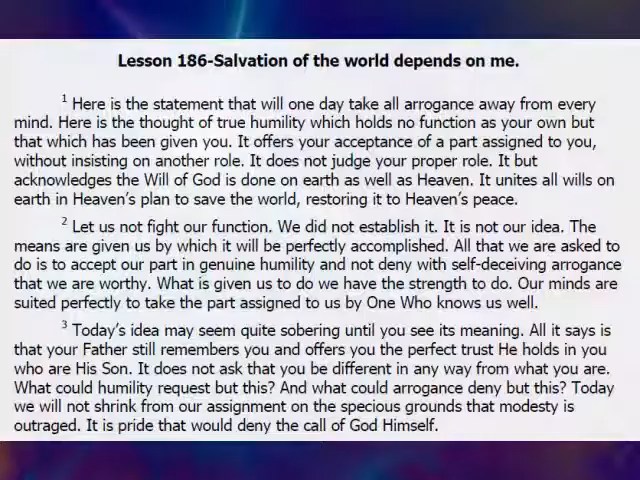 Lesson 186-Salvation of the world depends on me.
1 Here is the statement that will one day take all arrogance away from every
mind. Here is the thought of true humility which holds no function as your own but
that which has been given you. It offers your acceptance of a part assigned to you,
without insisting on another role. It does not judge your proper role. It but
acknowledges the Will of God is done on earth as well as Heaven. It unites all wills on
earth in Heaven's plan to save the world, restoring it to Heaven's peace.
2 Let us not fight our function. We did not establish it. It is not our idea. The
means are given us by which it will be perfectly accomplished. All that we are asked to
do is to accept our part in genuine humility and not deny with self-deceiving arrogance
that we are worthy. What is given us to do we have the strength to do. Our minds are
suited perfectly to take the part assigned to us by One Who knows us well.
3 Today's idea may seem quite sobering until you see its meaning. All it says is
that your Father still remembers you and offers you the perfect trust He holds in you
who are His Son. It does not ask that you be different in any way from what you are.
What could humility request but this? And what could arrogance deny but this? Today
we will not shrink from our assignment on the specious grounds that modesty is
outraged. It is pride that would deny the call of God Himself.